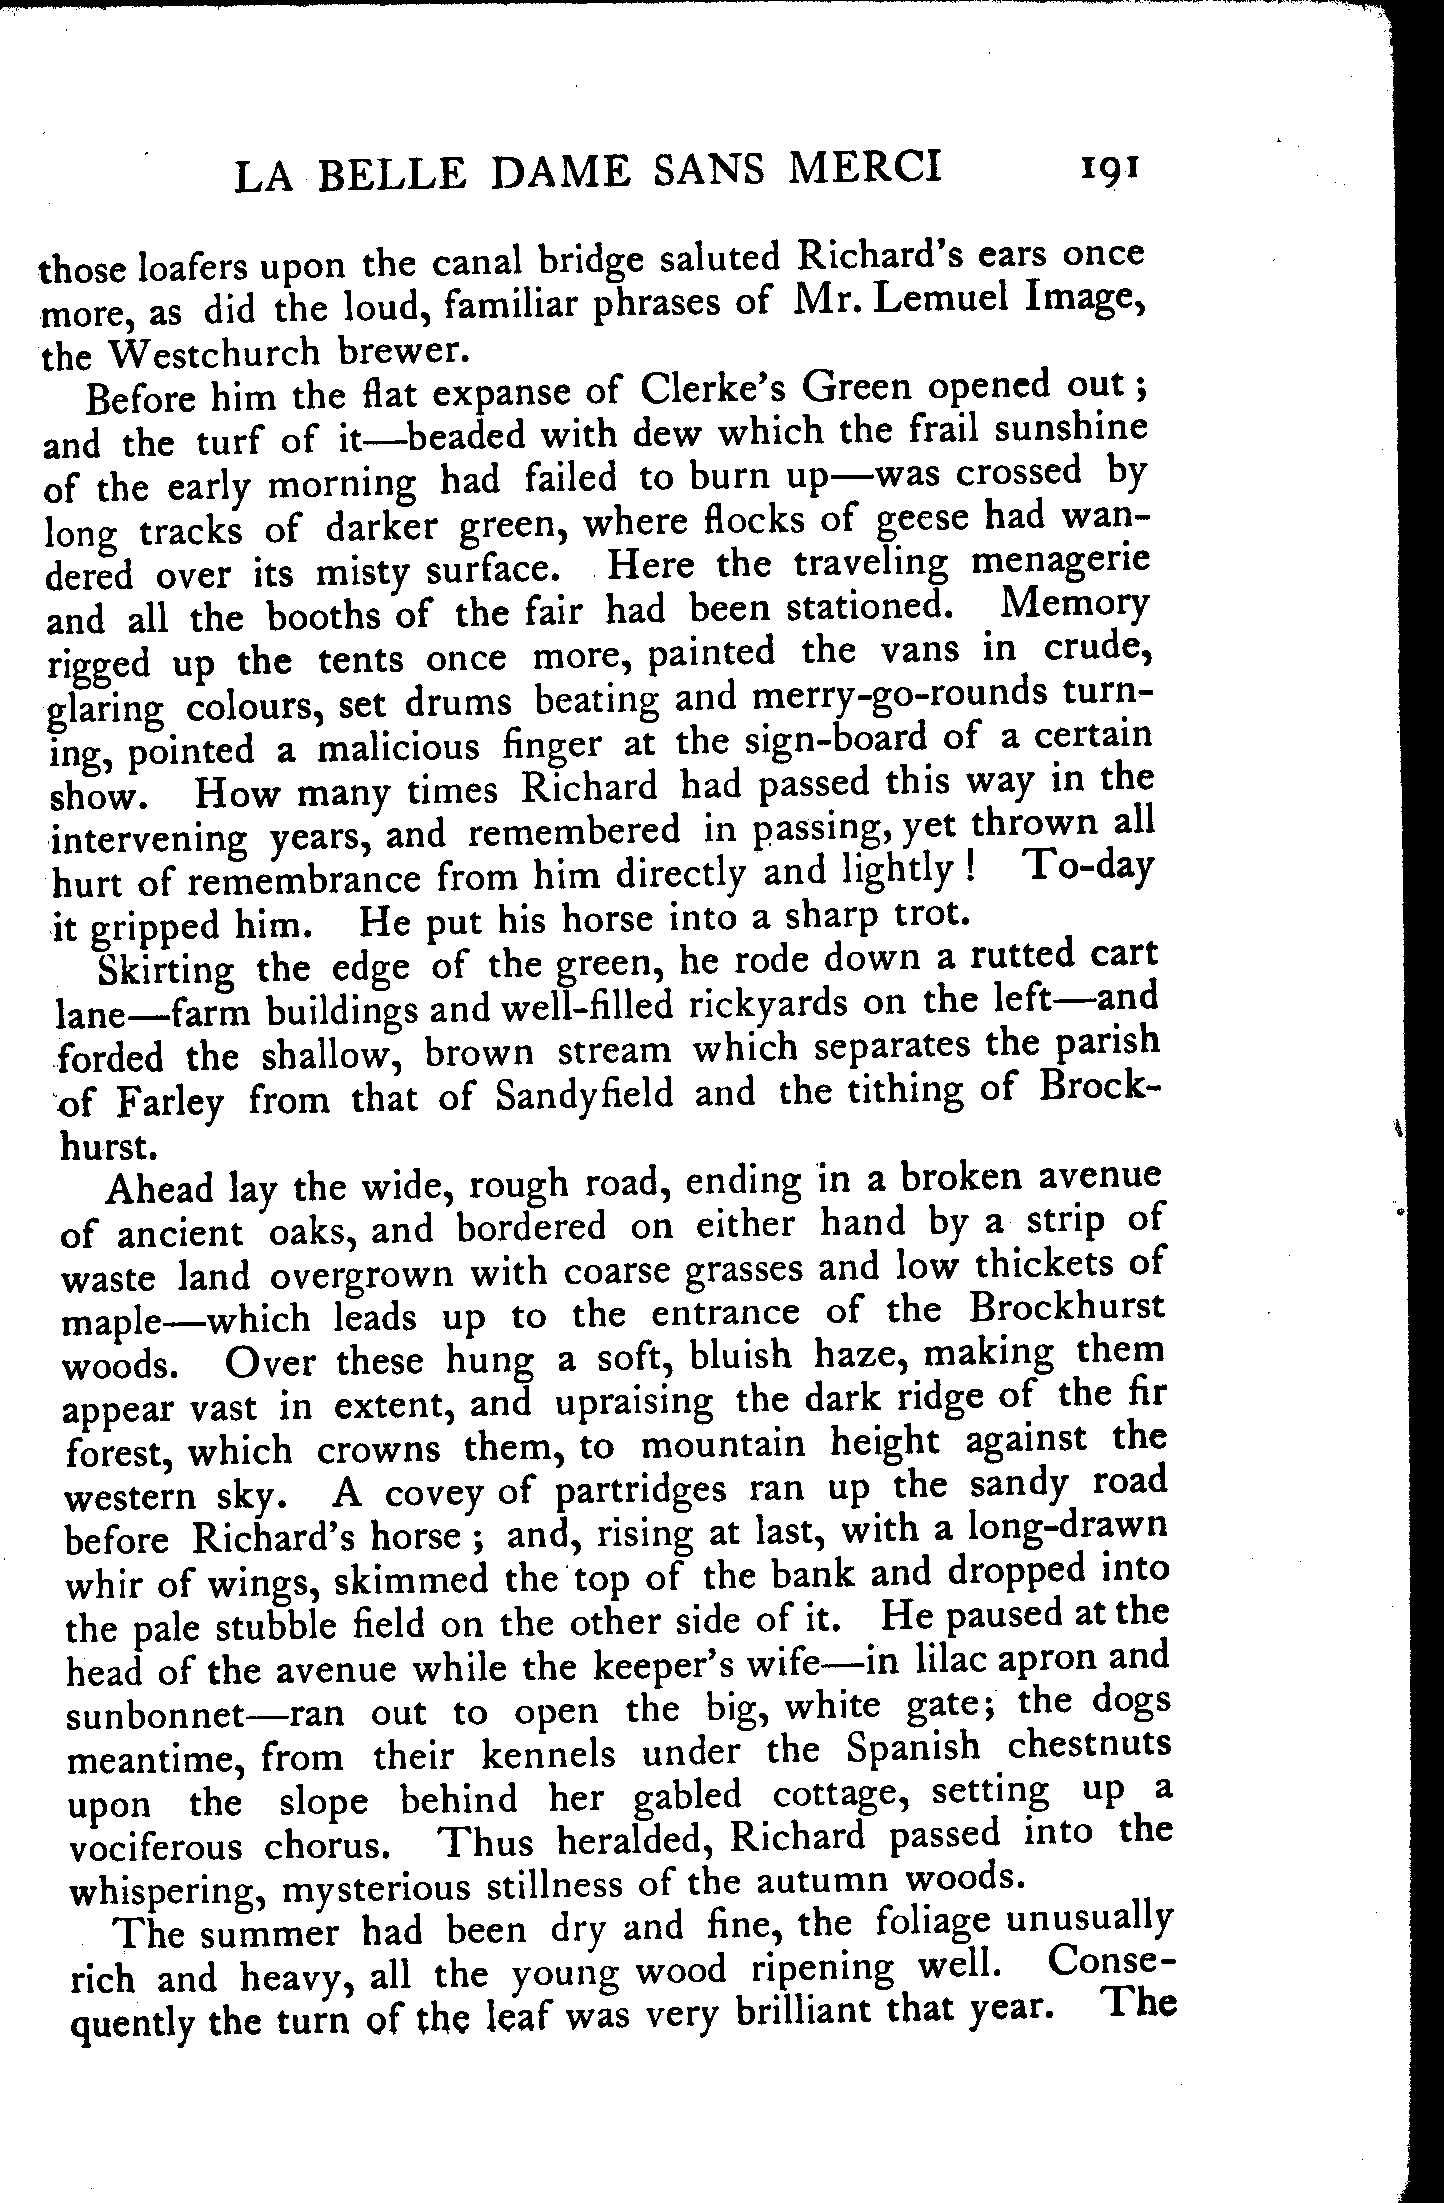 LA BELLE DAME SANS MERCI 191
those loafers upon the canal bridge saluted Richard's ears once
more, as did the loud, familiar phrases of Mr. Lemuel Image,
the Westchurch brewer.
Before him the flat expanse of Clerke's Green opened out ;
and the turf of it—beaded with dew which the frail sunshine
of the early morning had failed to burn up—was crossed by
long tracks of darker green, where flocks of geese had wan-
dered over its misty surface. Here the traveling menagerie
and all the booths of the fair had been stationed. Memory
rigged up the tents once more, painted the vans in crude,
glaring colours, set drums beating and merry-go-rounds turn-
ing, pointed a malicious finger at the sign-board of a certain
show. How many times Richard had passed this way in the
intervening years, and remembered in passing, yet thrown all
hurt of remembrance from him directly and lightly ! To-day
it gripped him. He put his horse into a sharp trot.
Skirting the edge of the green, he rode down a rutted cart
lane—farm buildings and well-filled rickyards on the left—and
forded the shallow, brown stream which separates the parish
of Farley from that of Sandyfield and the tithing of Brock-
hurst.
Ahead lay the wide, rough road, ending in a broken avenue
of ancient oaks, and bordered on either hand by a strip of
waste land overgrown with coarse grasses and low thickets of
maple—which leads up to the entrance of the Brockhurst
woods. Over these hung a soft, bluish haze, making them
appear vast in extent, and upraising the dark ridge of the fir
forest, which crowns them, to mountain height against the
western sky. A covey of partridges ran up the sandy road
before Richard's horse ; and, rising at last, with a long-drawn
whir of wings, skimmed the top of the bank and dropped into
the pale stubble field on the other side of it. He paused at the
head of the avenue while the keeper's wife—in lilac apron and
sunbonnet—ran out to open the big, white gate; the dogs
meantime, from their kennels under the Spanish chestnuts
upon the slope behind her gabled cottage, setting up a
vociferous chorus. Thus heralded, Richard passed into the
whispering, mysterious stillness of the autumn woods.
The summer had been dry and fine, the foliage unusually
rich and heavy, all the young wood ripening well. Conse-
quently the turn of the leaf was very brilliant that year. The